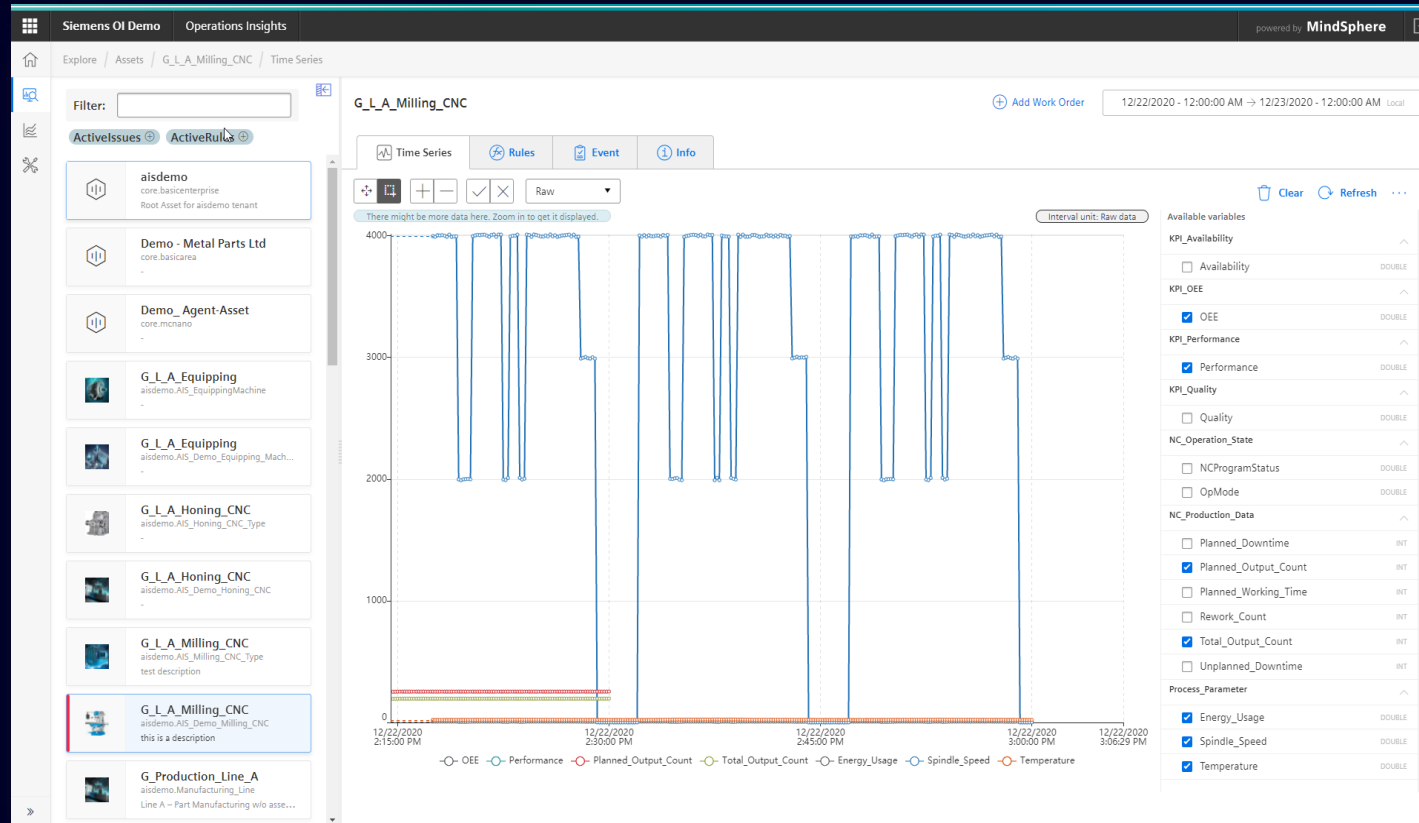 Siemens OI Demo
Operations Insights
powered by MindSphere
Explore / Assets / G_L_A_Milling_CNC / Time Series
Filter:
ActiveIssues
ActiveRules
aisdemo
core.basicenterprise
Root Asset for aisdemo tenant
Demo - Metal Parts Ltd
core.basicarea
-
Demo_ Agent-Asset
core.mcnano
-
G_L_A_Equipping
aisdemo.AIS_EquippingMachine
-
G_L_A_Equipping
aisdemo.AIS_Demo_Equipping_Mach...
-
G_L_A_Honing_CNC
aisdemo.AIS_Honing_CNC_Type
-
G_L_A_Honing_CNC
aisdemo.AIS_Demo_Honing_CNC
-
G_L_A_Milling_CNC
aisdemo.AIS_Milling_CNC_Type
test description
G_L_A_Milling_CNC
aisdemo.AIS_Demo_Milling_CNC
this is a description
G_Production_Line_A
aisdemo.Manufacturing_Line
Line A – Part Manufacturing w/o asse...
G_L_A_Milling_CNC
Add Work Order
12/22/2020 - 12:00:00 AM → 12/23/2020 - 12:00:00 AM Local
Time Series
Rules
Event
Info
Raw
Clear
Refresh
There might be more data here. Zoom in to get it displayed.
Interval unit: Raw data
4000
3000
2000
1000
0
12/22/2020
2:15:00 PM
12/22/2020
2:30:00 PM
12/22/2020
2:45:00 PM
12/22/2020
3:00:00 PM
12/22/2020
3:06:29 PM
OEE
Performance
Planned_Output_Count
Total_Output_Count
Energy_Usage
Spindle_Speed
Temperature
Available variables
KPI_Availability
Availability DOUBLE
KPI_OEE
OEE DOUBLE
KPI_Performance
Performance DOUBLE
KPI_Quality
Quality DOUBLE
NC_Operation_State
NCProgramStatus DOUBLE
OpMode DOUBLE
NC_Production_Data
Planned_Downtime INT
Planned_Output_Count INT
Planned_Working_Time INT
Rework_Count INT
Total_Output_Count INT
Unplanned_Downtime INT
Process_Parameter
Energy_Usage DOUBLE
Spindle_Speed DOUBLE
Temperature DOUBLE